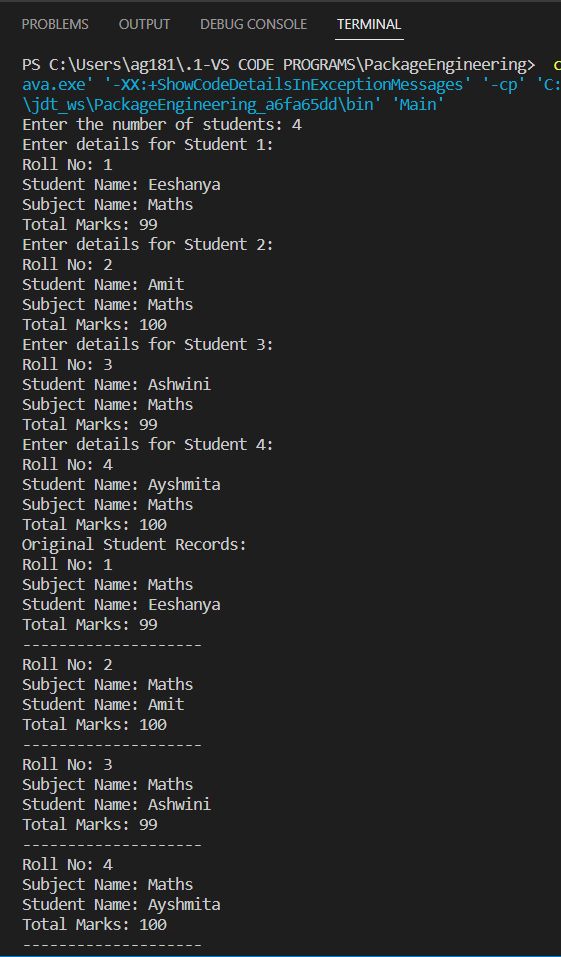 PROBLEMS OUTPUT DEBUG CONSOLE TERMINAL
PS C:\Users\ag181\.1-VS CODE PROGRAMS\PackageEngineering>
ava.exe' '-XX:+ShowCodeDetailsInExceptionMessages' '-cp' 'C:
\jdt_ws\PackageEngineering_a6fa65dd\bin' 'Main'
Enter the number of students: 4
Enter details for Student 1:
Roll No: 1
Student Name: Eeshanya
Subject Name: Maths
Total Marks: 99
Enter details for Student 2:
Roll No: 2
Student Name: Amit
Subject Name: Maths
Total Marks: 100
Enter details for Student 3:
Roll No: 3
Student Name: Ashwini
Subject Name: Maths
Total Marks: 99
Enter details for Student 4:
Roll No: 4
Student Name: Ayshmita
Subject Name: Maths
Total Marks: 100
Original Student Records:
Roll No: 1
Subject Name: Maths
Student Name: Eeshanya
Total Marks: 99
--------------------
Roll No: 2
Subject Name: Maths
Student Name: Amit
Total Marks: 100
--------------------
Roll No: 3
Subject Name: Maths
Student Name: Ashwini
Total Marks: 99
--------------------
Roll No: 4
Subject Name: Maths
Student Name: Ayshmita
Total Marks: 100
--------------------